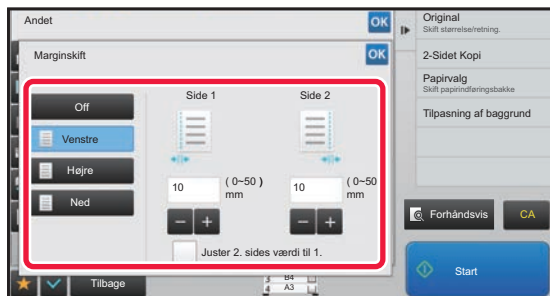 Andet
OK
Marginskift
OK
Off
Venstre
Højre
Ned
Side 1
Side 2
10
( 0~50 )
mm
10
( 0~50
mm
Juster 2. sides værdi til 1.
Tilbage
3 B4
4 A3
Original
Skift størrelse/retning.
2-Sidet Kopi
Papirvalg
Skift papirindføringsbakke
Tilpasning af baggrund
Forhåndsvis
CA
Start